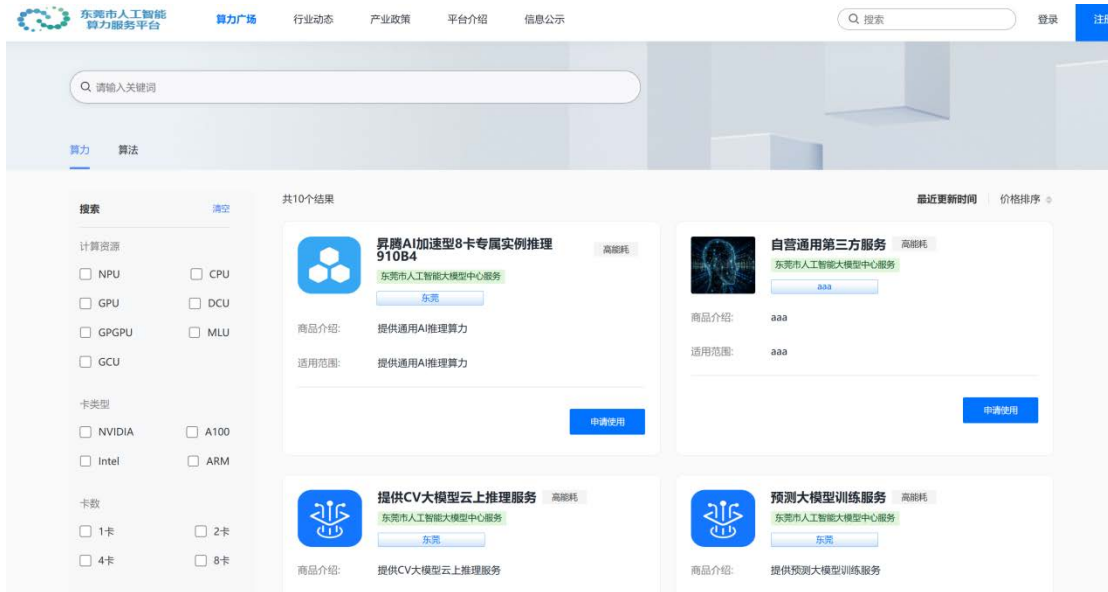 东莞市人工智能
算力服务平台
算力广场 行业动态 产业政策 平台介绍 信息公示
搜索
登录
请输入关键词
算力 算法
搜索 清空
计算资源
NPU CPU
GPU DCU
GPGPU MLU
GCU
卡类型
NVIDIA A100
Intel ARM
卡数
1卡 2卡
4卡 8卡
共10个结果
最近更新时间 价格排序
昇腾AI加速型8卡专属实例推理
910B4
高能耗
东莞市人工智能大模型中心服务
东莞
商品介绍: 提供通用AI推理算力
适用范围: 提供通用AI推理算力
申请使用
自营通用第三方服务 高能耗
东莞市人工智能大模型中心服务
aaa
商品介绍: aaa
适用范围: aaa
申请使用
提供CV大模型云上推理服务 高能耗
东莞市人工智能大模型中心服务
东莞
商品介绍: 提供CV大模型云上推理服务
预测大模型训练服务 高能耗
东莞市人工智能大模型中心服务
东莞
商品介绍: 提供预测大模型训练服务